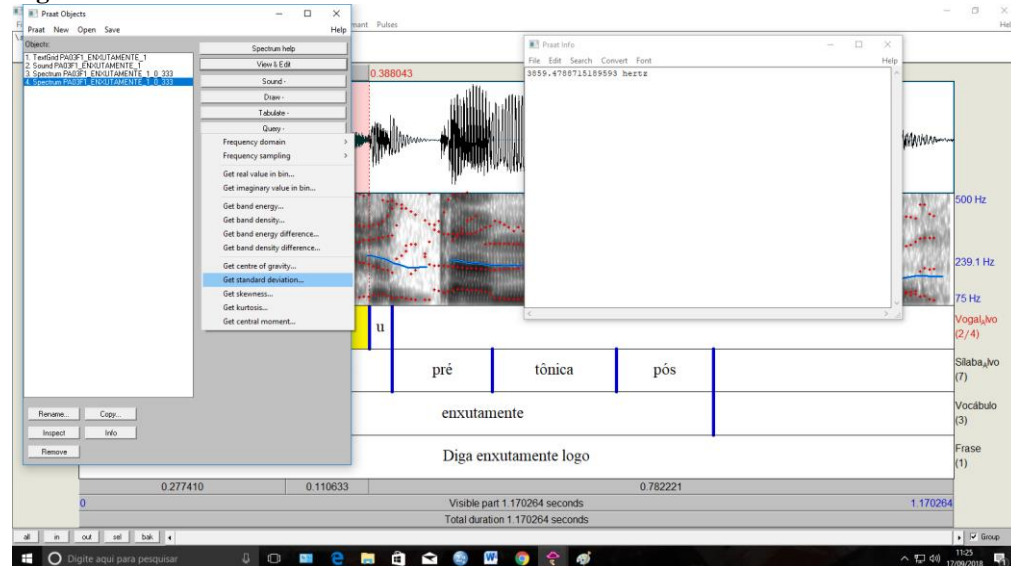 Praat Objects
Praat New Open Save Help
Objects:
1. TextGrid PA03F1_ENXUTAMENTE_1
2. Sound PA03F1_ENXUTAMENTE_1
3. Spectrum PA03F1_ENXUTAMENTE_1_0_333
4. Spectrum PA03F1_ENXUTAMENTE_1_0_333
Spectrum help
View & Edit
Sound -
Draw -
Tabulate -
Query -
Frequency domain >
Frequency sampling >
Get real value in bin...
Get imaginary value in bin...
Get band energy...
Get band density...
Get band energy difference...
Get band density difference...
Get centre of gravity...
Get standard deviation...
Get skewness...
Get kurtosis...
Get central moment...
Rename... Copy...
Inspect Info
Remove
Pulses
Praat Info
File Edit Search Convert Font Help
3859.4788715189593 hertz
0.388043
500 Hz
239.1 Hz
75 Hz
u
Vogal Alvo
(2/4)
pré tônica pós
Sílaba Alvo
(7)
enxutamente
Vocábulo
(3)
Diga enxutamente logo
Frase
(1)
0.277410 0.110633 0.782221
0 Visible part 1.170264 seconds 1.170264
Total duration 1.170264 seconds
all in out sel bak Group
Digite aqui para pesquisar
11:25
17/09/2018